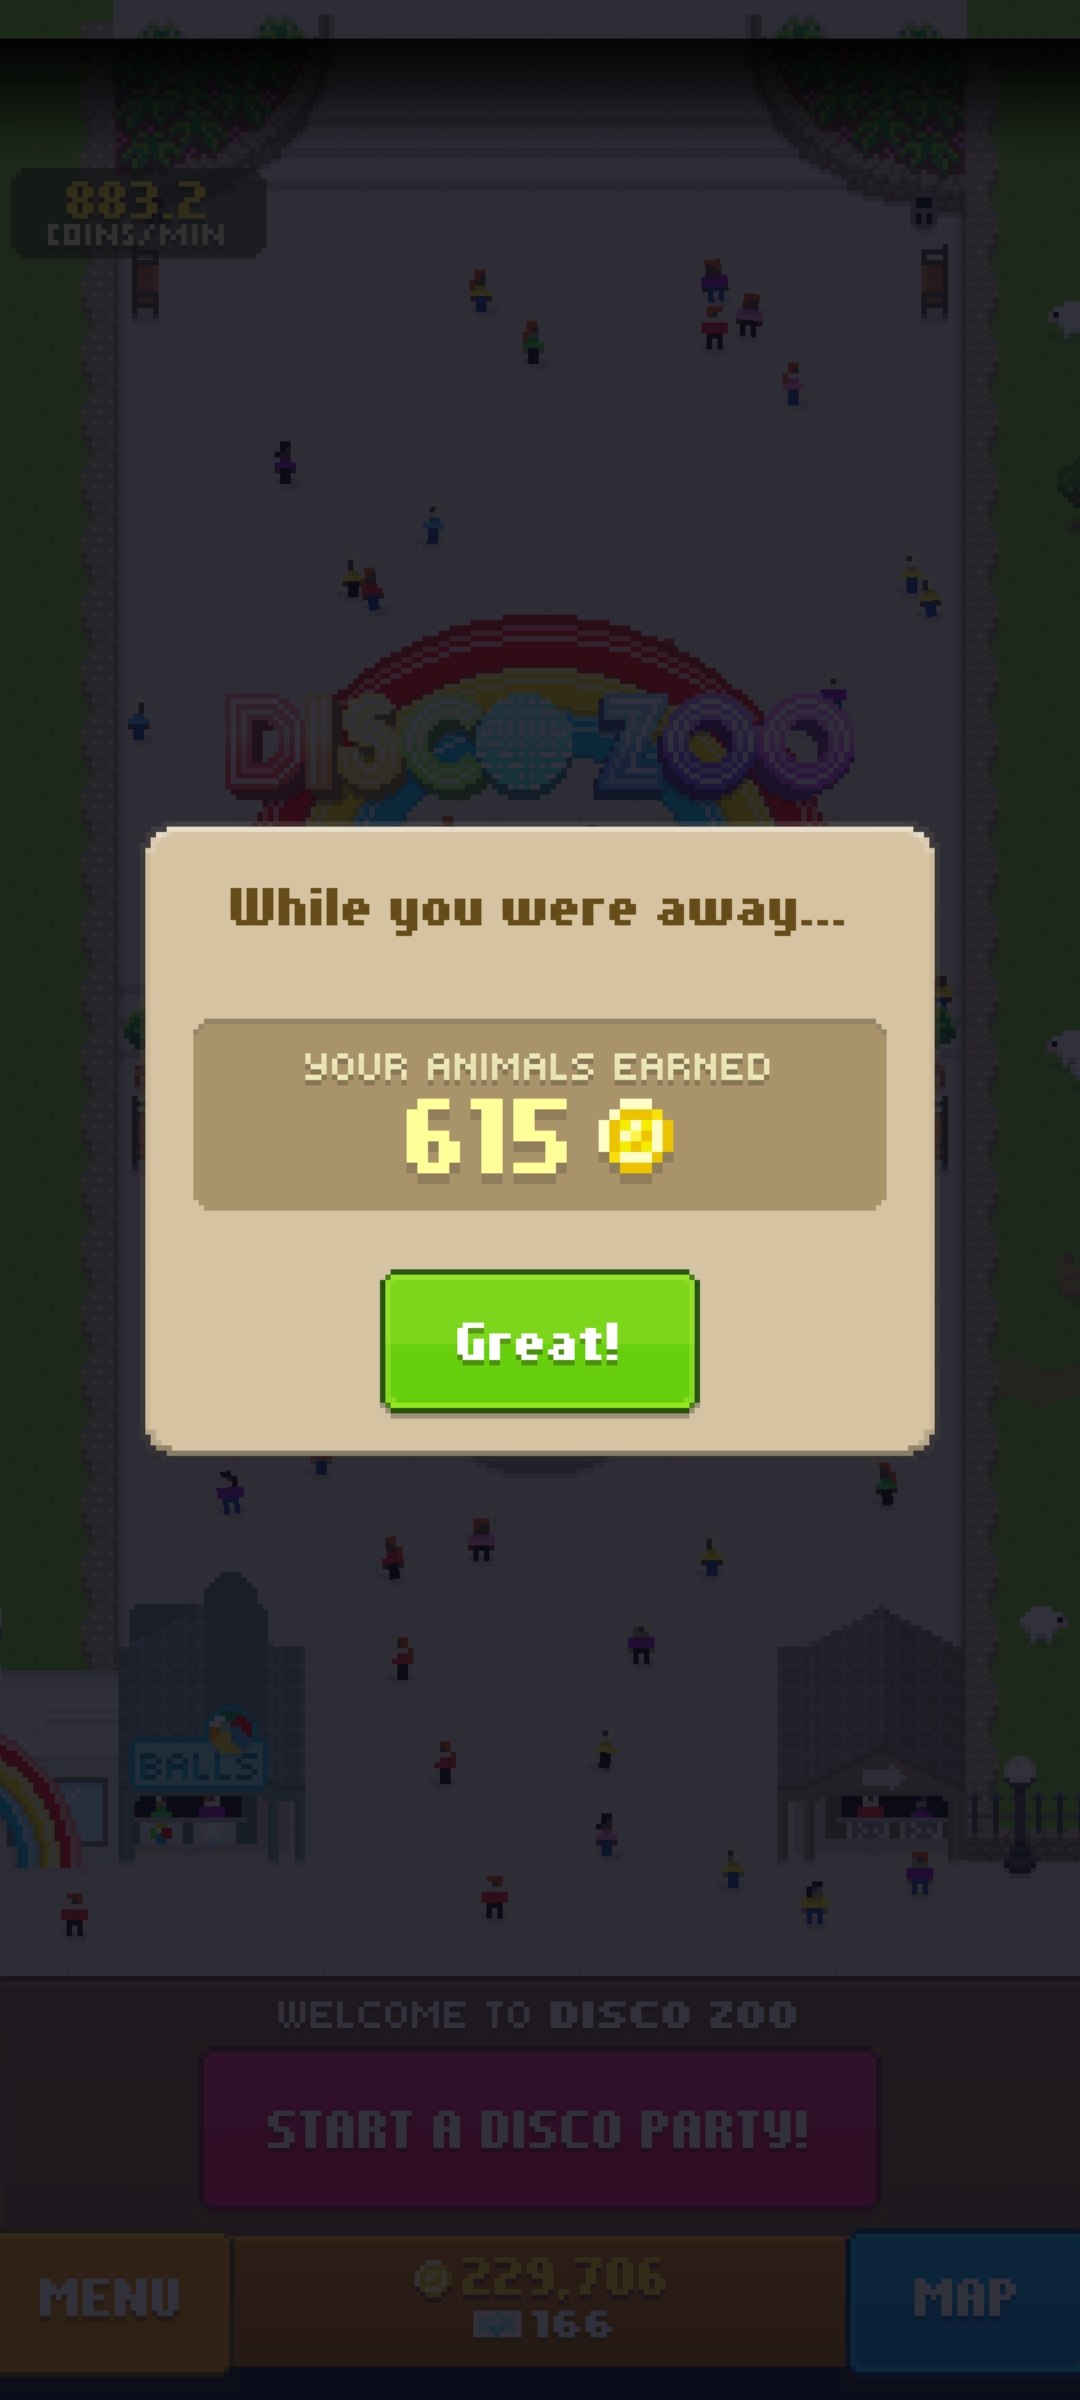 883.2
COINS/MIN
DISCO ZOO
While you were away...
YOUR ANIMALS EARNED
615
Great!
BALLS
WELCOME TO DISCO ZOO
START A DISCO PARTY!
MENU
229,706
166
MAP